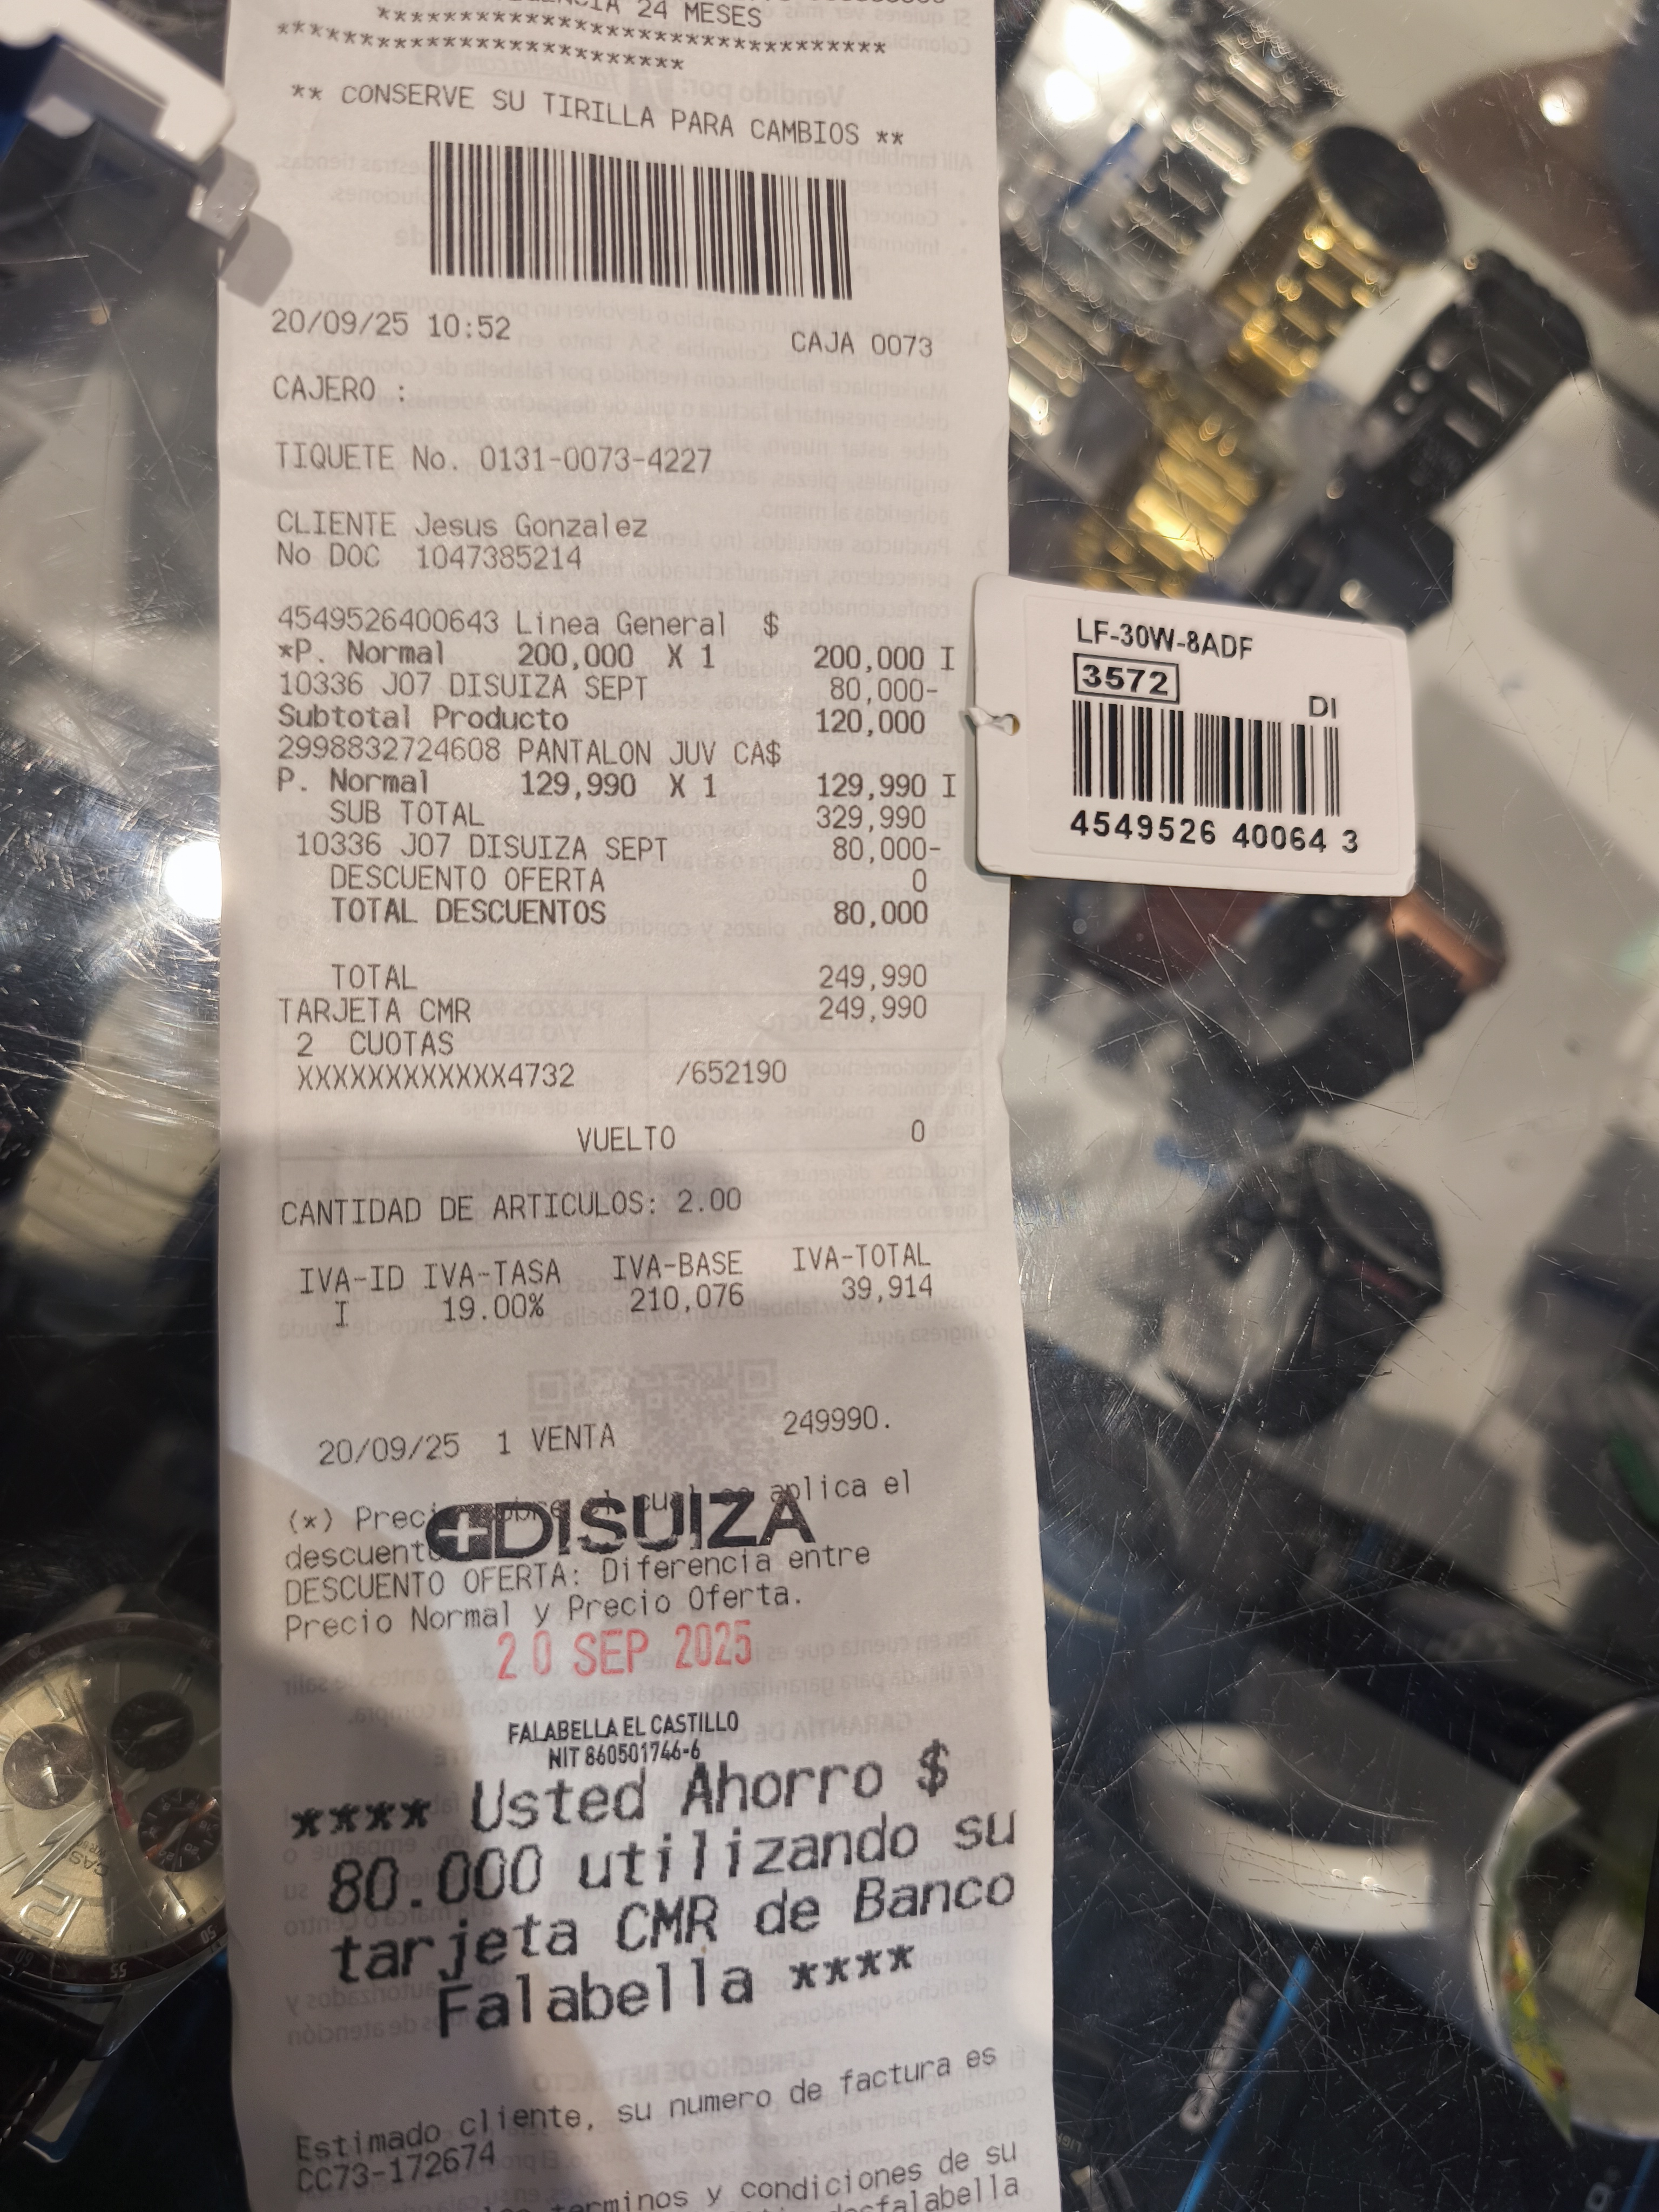 24 MESES
***********************************
**********************
** CONSERVE SU TIRILLA PARA CAMBIOS **
20/09/25 10:52 CAJA 0073
CAJERO :
TIQUETE No. 0131-0073-4227
CLIENTE Jesus Gonzalez
No DOC 1047385214
4549526400643 Linea General $
*P. Normal 200,000 X 1 200,000 I
10336 J07 DISUIZA SEPT 80,000-
Subtotal Producto 120,000
2998832724608 PANTALON JUV CA$
P. Normal 129,990 X 1 129,990 I
SUB TOTAL 329,990
10336 J07 DISUIZA SEPT 80,000-
DESCUENTO OFERTA 0
TOTAL DESCUENTOS 80,000
TOTAL 249,990
TARJETA CMR 249,990
2 CUOTAS
XXXXXXXXXXXX4732 /652190
VUELTO 0
CANTIDAD DE ARTICULOS: 2.00
IVA-ID IVA-TASA IVA-BASE IVA-TOTAL
I 19.00% 210,076 39,914
20/09/25 1 VENTA 249990.
(*) aplica el
DISUIZA
DESCUENTO OFERTA: Diferencia entre
Precio Normal y Precio Oferta.
20 SEP 2025
FALABELLA EL CASTILLO
NIT 860501746-6
**** Usted Ahorro $
80.000 utilizando su
tarjeta CMR de Banco
Falabella ****
Estimado cliente, su numero de factura es
CC73-172674
terminos y condiciones de su
LF-30W-8ADF
3572
DI
4549526 40064 3